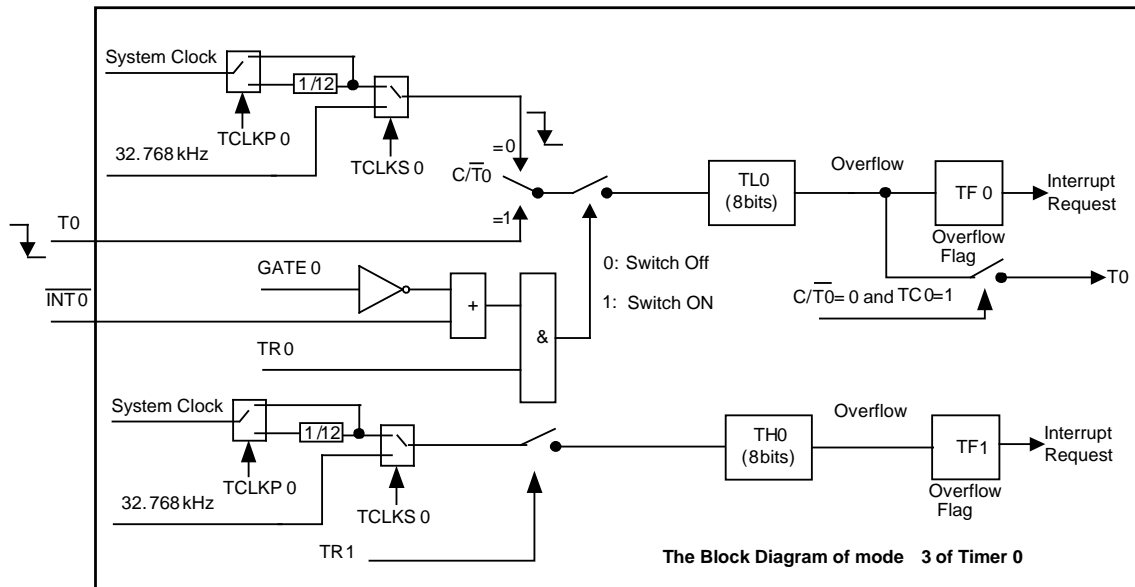 System Clock
1/12
TCLKP 0
32.768 kHz
TCLKS 0
=0
C/T̅0̅
=1
T0
GATE 0
I̅N̅T̅0̅
+
&
TR 0
0: Switch Off
1: Switch ON
TL0
(8bits)
Overflow
TF 0
Overflow
Flag
Interrupt
Request
T0
C/T̅0̅= 0 and TC 0=1
System Clock
1/12
TCLKP 0
32.768 kHz
TCLKS 0
TR 1
TH0
(8bits)
Overflow
TF1
Overflow
Flag
Interrupt
Request
The Block Diagram of mode 3 of Timer 0